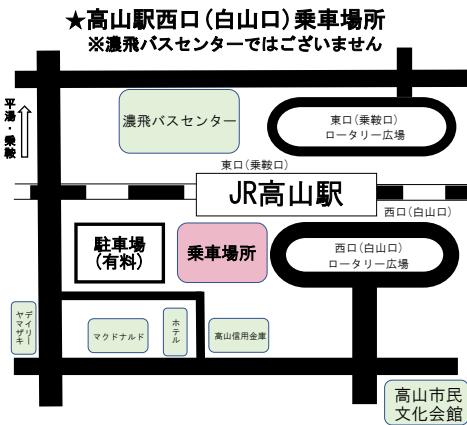 ★高山駅西口(白山口)乗車場所
※濃飛バスセンターではございません
平湯・乗鞍
濃飛バスセンター
東口(乗鞍口)
ロータリー広場
東口(乗鞍口)
JR高山駅
西口(白山口)
駐車場
(有料)
乗車場所
西口(白山口)
ロータリー広場
デイリー
ヤマザキ
マクドナルド
ホテル
高山信用金庫
高山市民
文化会館